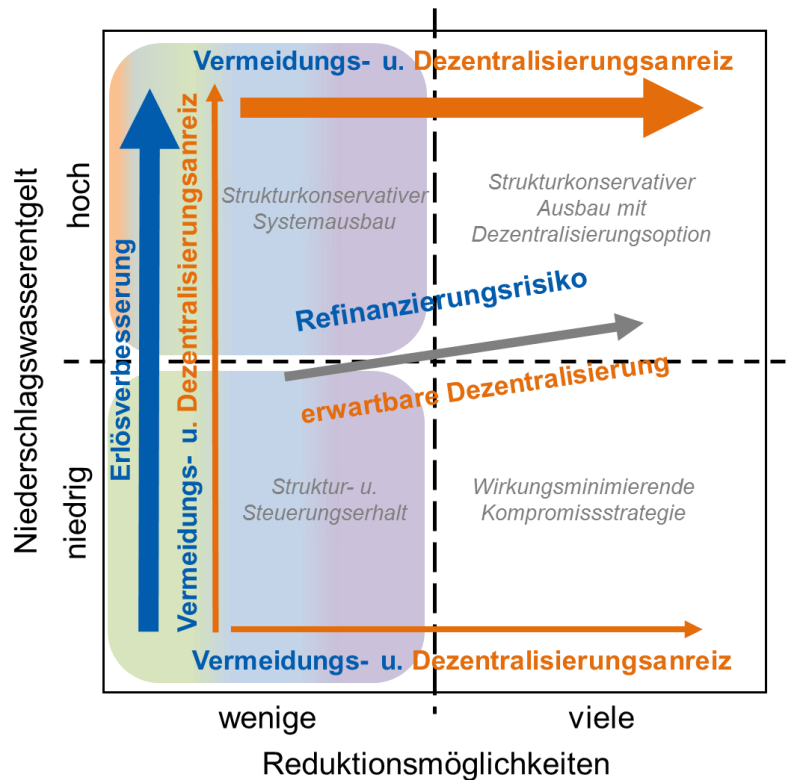 Vermeidungs- u. Dezentralisierungsanreiz
Niederschlagswasserentgelt
hoch
niedrig
Erlösverbesserung
Vermeidungs- u. Dezentralisierungsanreiz
Strukturkonservativer
Systemausbau
Strukturkonservativer
Ausbau mit
Dezentralisierungsoption
Refinanzierungsrisiko
erwartbare Dezentralisierung
Struktur- u.
Steuerungserhalt
Wirkungsminimierende
Kompromissstrategie
Vermeidungs- u. Dezentralisierungsanreiz
wenige
viele
Reduktionsmöglichkeiten